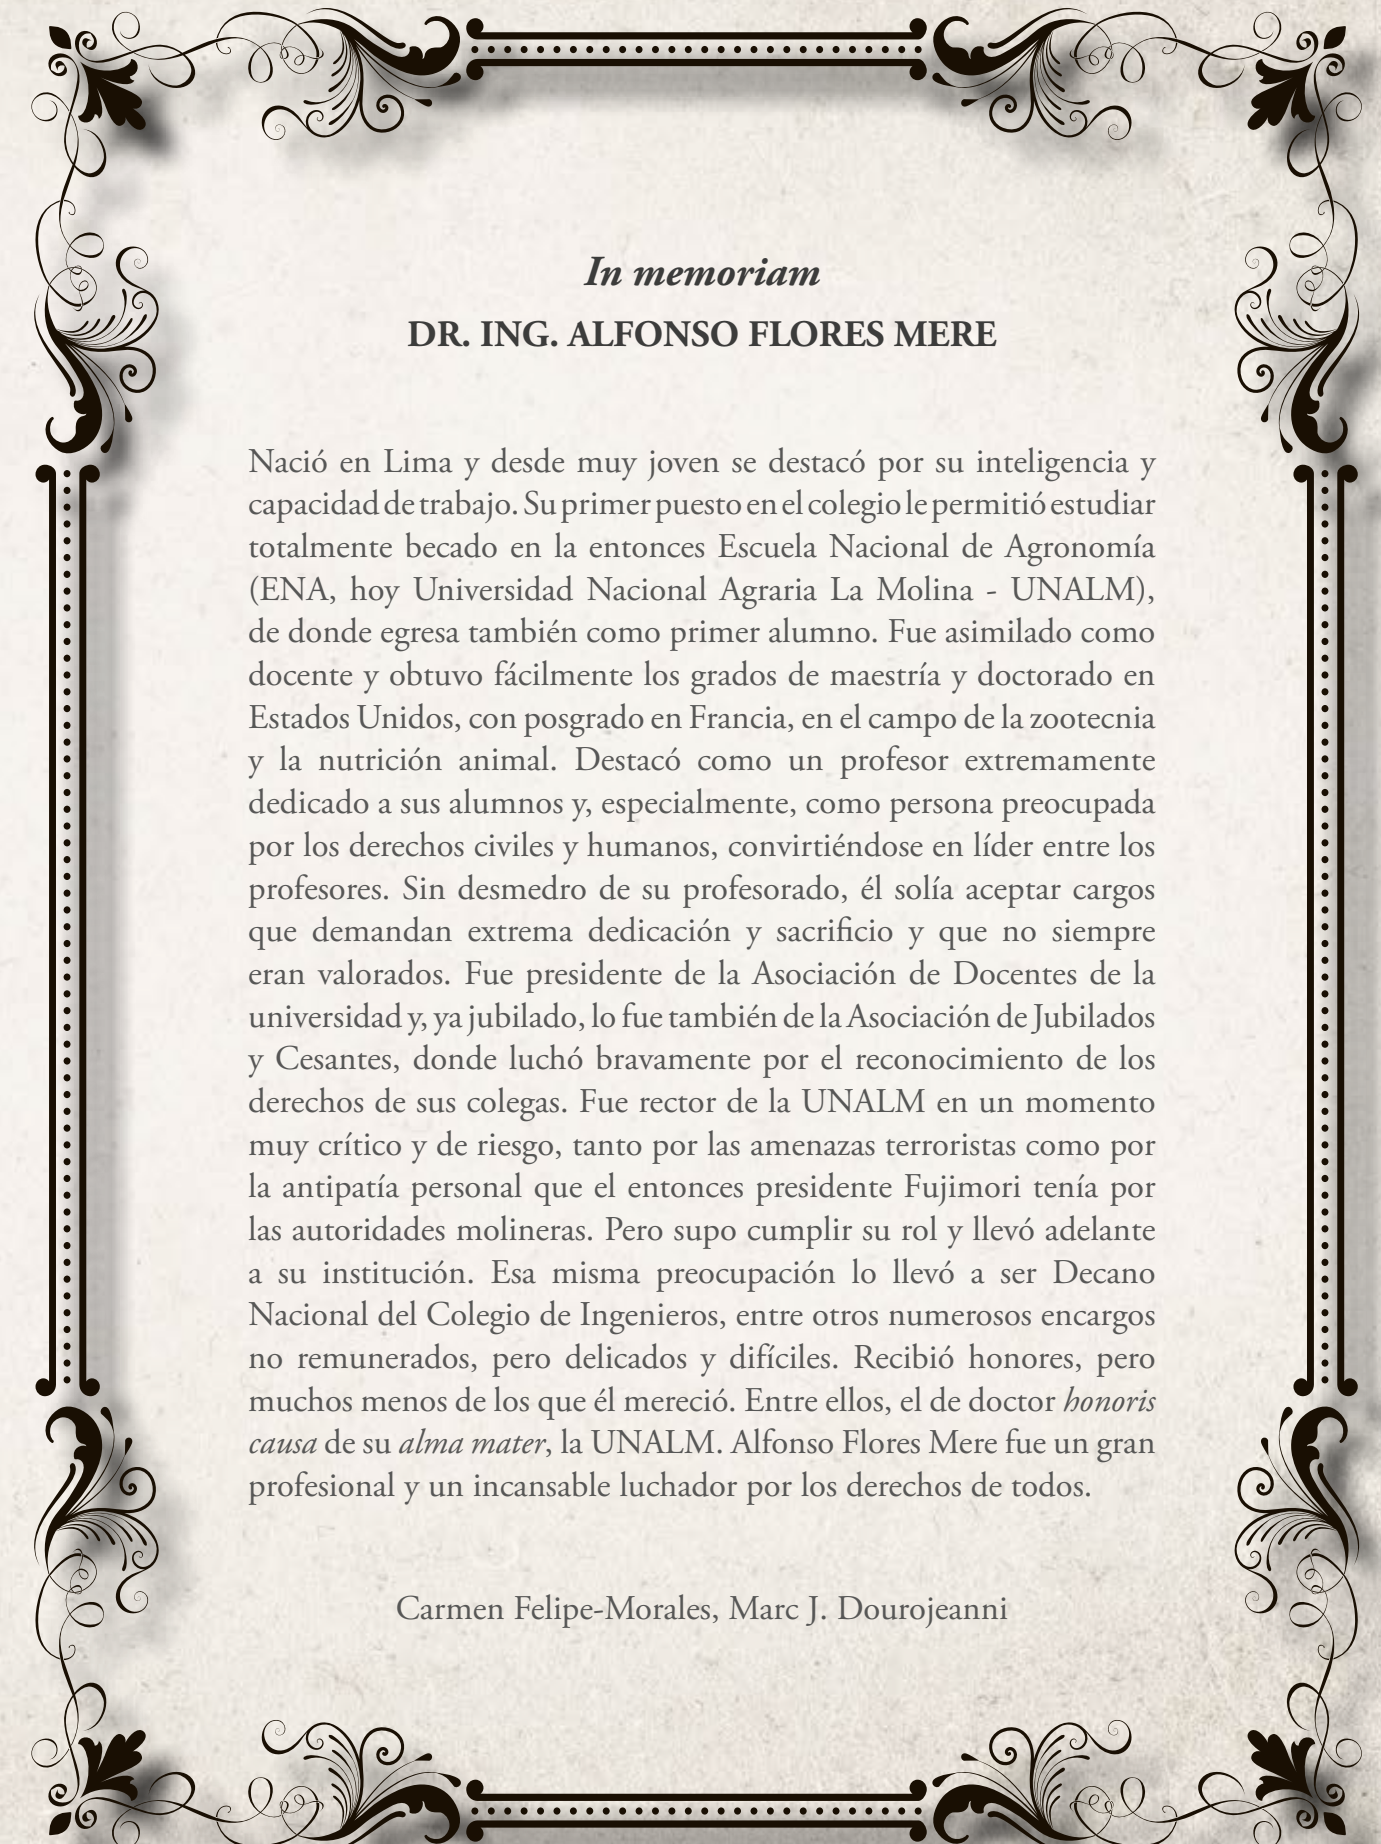 In memoriam
DR. ING. ALFONSO FLORES MERE
Nació en Lima y desde muy joven se destacó por su inteligencia y
capacidad de trabajo. Su primer puesto en el colegio le permitió estudiar
totalmente becado en la entonces Escuela Nacional de Agronomía
(ENA, hoy Universidad Nacional Agraria La Molina - UNALM),
de donde egresa también como primer alumno. Fue asimilado como
docente y obtuvo fácilmente los grados de maestría y doctorado en
Estados Unidos, con posgrado en Francia, en el campo de la zootecnia
y la nutrición animal. Destacó como un profesor extremamente
dedicado a sus alumnos y, especialmente, como persona preocupada
por los derechos civiles y humanos, convirtiéndose en líder entre los
profesores. Sin desmedro de su profesorado, él solía aceptar cargos
que demandan extrema dedicación y sacrificio y que no siempre
eran valorados. Fue presidente de la Asociación de Docentes de la
universidad y, ya jubilado, lo fue también de la Asociación de Jubilados
y Cesantes, donde luchó bravamente por el reconocimiento de los
derechos de sus colegas. Fue rector de la UNALM en un momento
muy crítico y de riesgo, tanto por las amenazas terroristas como por
la antipatía personal que el entonces presidente Fujimori tenía por
las autoridades molineras. Pero supo cumplir su rol y llevó adelante
a su institución. Esa misma preocupación lo llevó a ser Decano
Nacional del Colegio de Ingenieros, entre otros numerosos encargos
no remunerados, pero delicados y difíciles. Recibió honores, pero
muchos menos de los que él mereció. Entre ellos, el de doctor honoris
causa de su alma mater, la UNALM. Alfonso Flores Mere fue un gran
profesional y un incansable luchador por los derechos de todos.
Carmen Felipe-Morales, Marc J. Dourojeanni